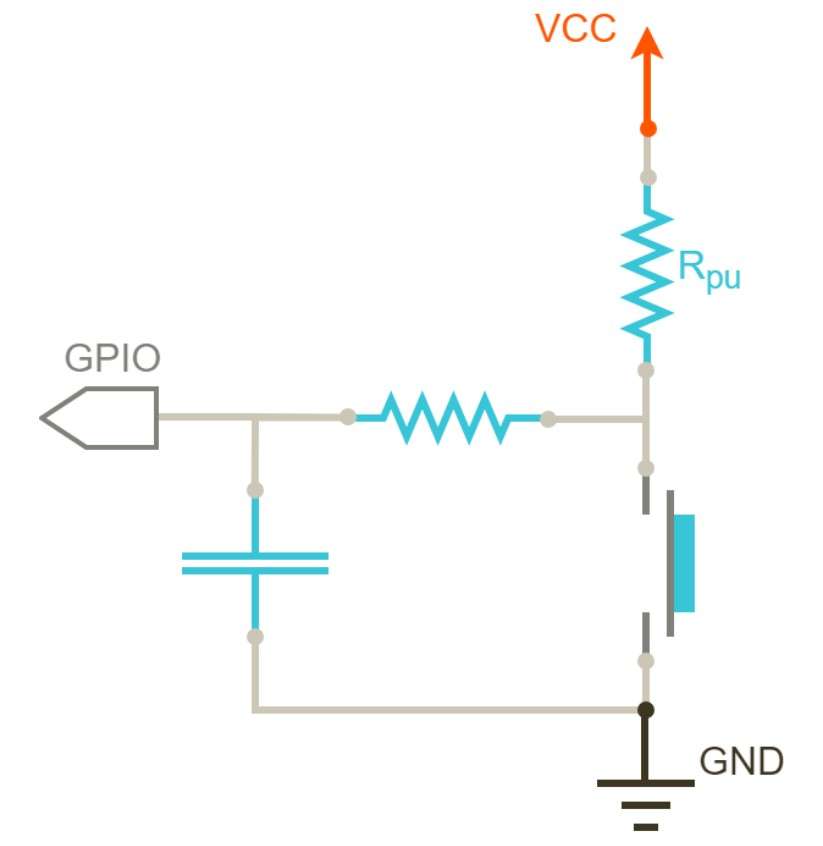 VCC
Rpu
GPIO
GND